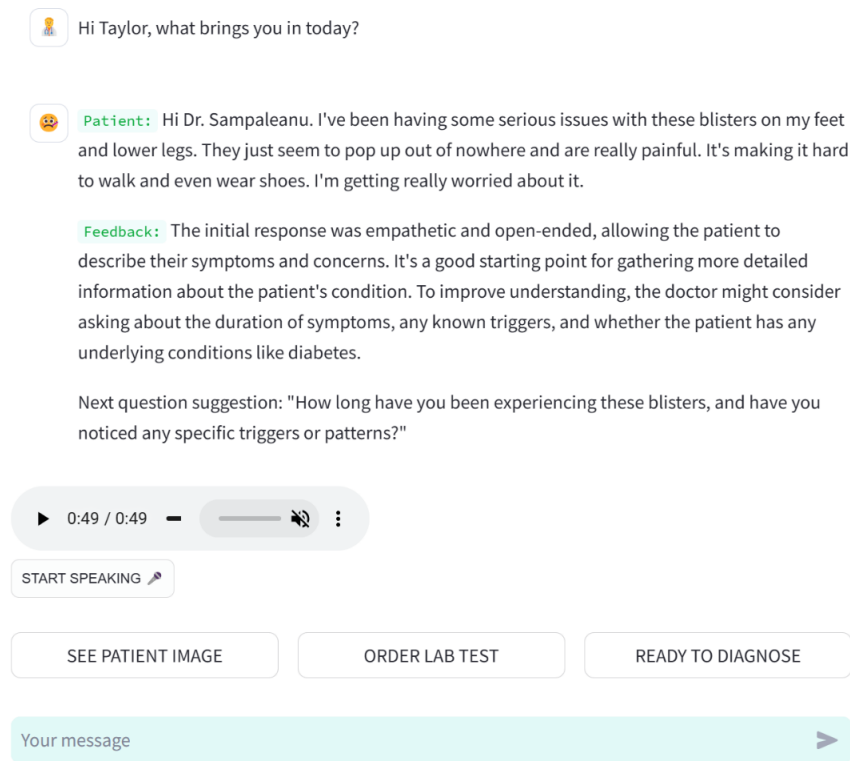 Hi Taylor, what brings you in today?
Patient: Hi Dr. Sampaleanu. I've been having some serious issues with these blisters on my feet
and lower legs. They just seem to pop up out of nowhere and are really painful. It's making it hard
to walk and even wear shoes. I'm getting really worried about it.
Feedback: The initial response was empathetic and open-ended, allowing the patient to
describe their symptoms and concerns. It's a good starting point for gathering more detailed
information about the patient's condition. To improve understanding, the doctor might consider
asking about the duration of symptoms, any known triggers, and whether the patient has any
underlying conditions like diabetes.
Next question suggestion: "How long have you been experiencing these blisters, and have you
noticed any specific triggers or patterns?"
0:49 / 0:49
START SPEAKING
SEE PATIENT IMAGE
ORDER LAB TEST
READY TO DIAGNOSE
Your message